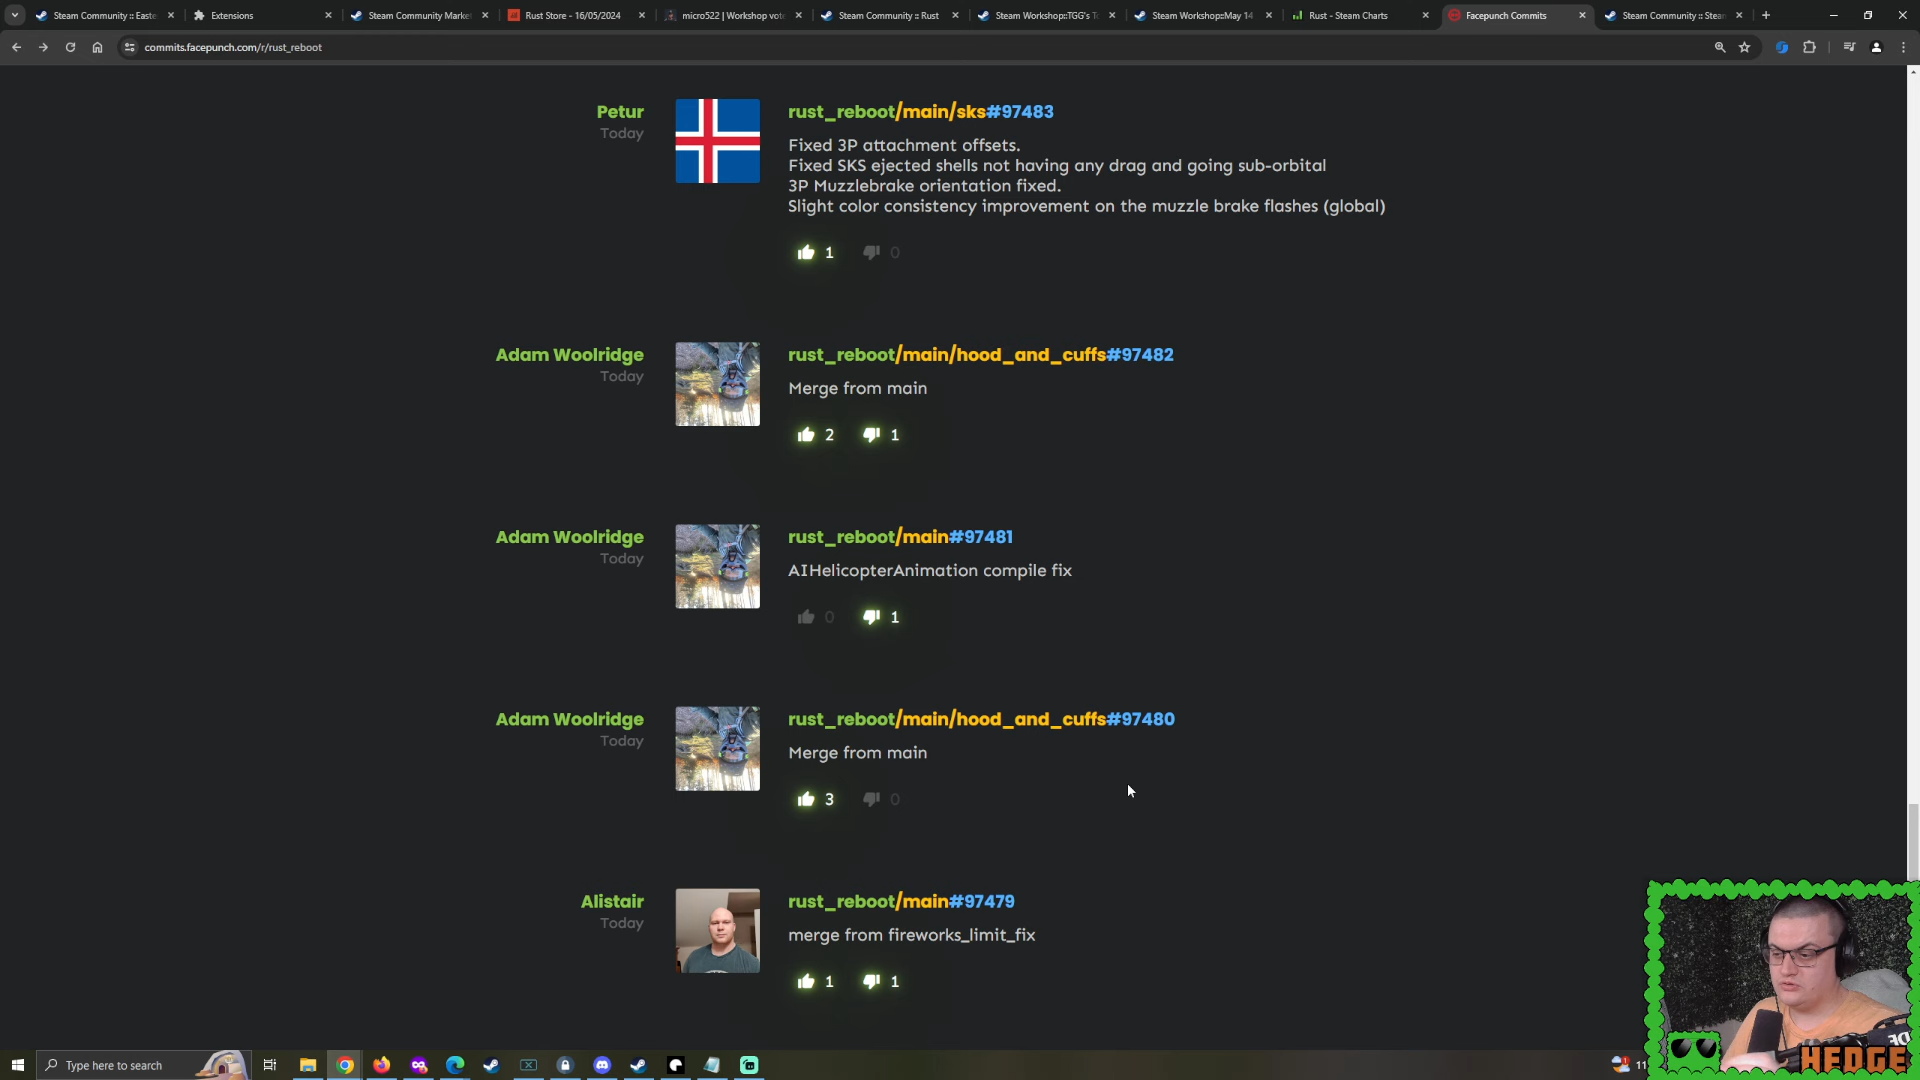 Steam Community :: Easte
Extensions
Steam Community Marke
Rust Store - 16/05/2024
micro522 | Workshop vot
Steam Community :: Rust
Steam Workshop::TGG's T
Steam Workshop::May 14
Rust - Steam Charts
Facepunch Commits
Steam Community :: Steam
commits.facepunch.com/r/rust_reboot
Petur
Today
rust_reboot/main/sks#97483
Fixed 3P attachment offsets.
Fixed SKS ejected shells not having any drag and going sub-orbital
3P Muzzlebrake orientation fixed.
Slight color consistency improvement on the muzzle brake flashes (global)
1 0
Adam Woolridge
Today
rust_reboot/main/hood_and_cuffs#97482
Merge from main
2 1
Adam Woolridge
Today
rust_reboot/main#97481
AIHelicopterAnimation compile fix
0 1
Adam Woolridge
Today
rust_reboot/main/hood_and_cuffs#97480
Merge from main
3 0
Alistair
Today
rust_reboot/main#97479
merge from fireworks_limit_fix
1 1
Type here to search
HEDGE